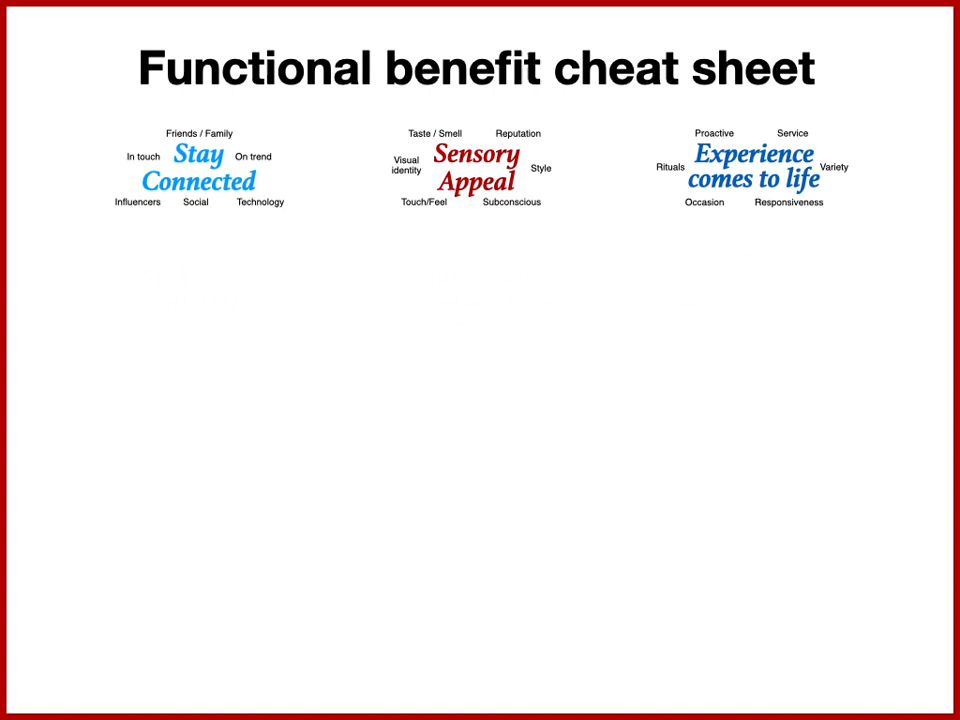 Functional benefit cheat sheet
Friends / Family
In touch
Stay
On trend
Connected
Influencers
Social
Technology
Taste / Smell
Reputation
Visual
identity
Sensory
Style
Appeal
Touch/Feel
Subconscious
Proactive
Service
Rituals
Experience
Variety
comes to life
Occasion
Responsiveness